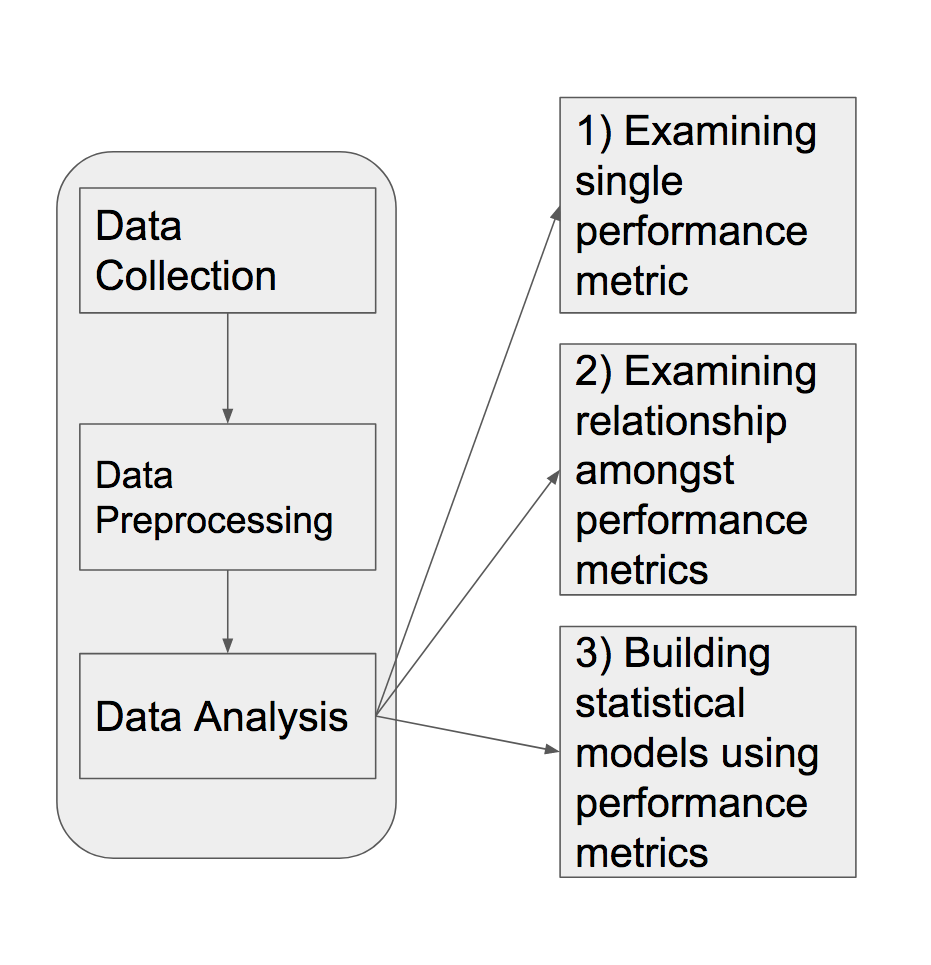 Data
Collection
Data
Preprocessing
Data Analysis
1) Examining
single
performance
metric
2) Examining
relationship
amongst
performance
metrics
3) Building
statistical
models using
performance
metrics